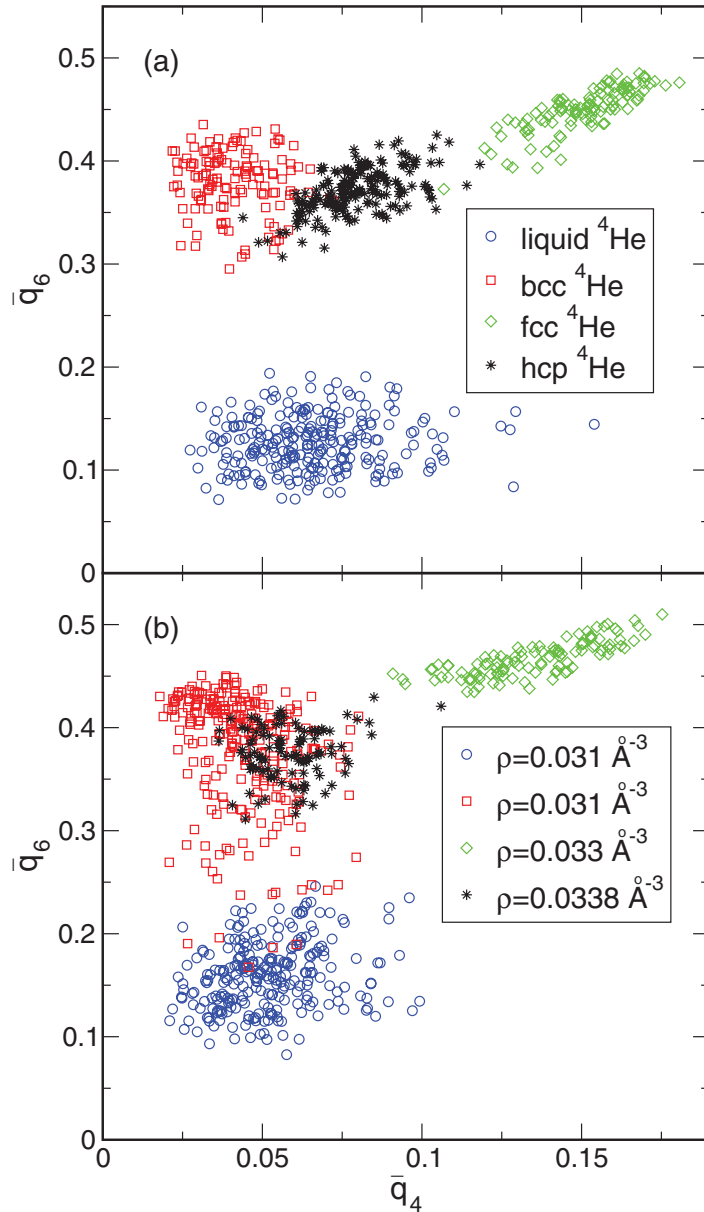 (a)
0.5
0.4
0.3
0.2
0.1
0
q̄₆
liquid ⁴He
bcc ⁴He
fcc ⁴He
hcp ⁴He
(b)
0.5
0.4
0.3
0.2
0.1
0
q̄₆
ρ=0.031 Å⁻³
ρ=0.031 Å⁻³
ρ=0.033 Å⁻³
ρ=0.0338 Å⁻³
0 0.05 0.1 0.15
q̄₄